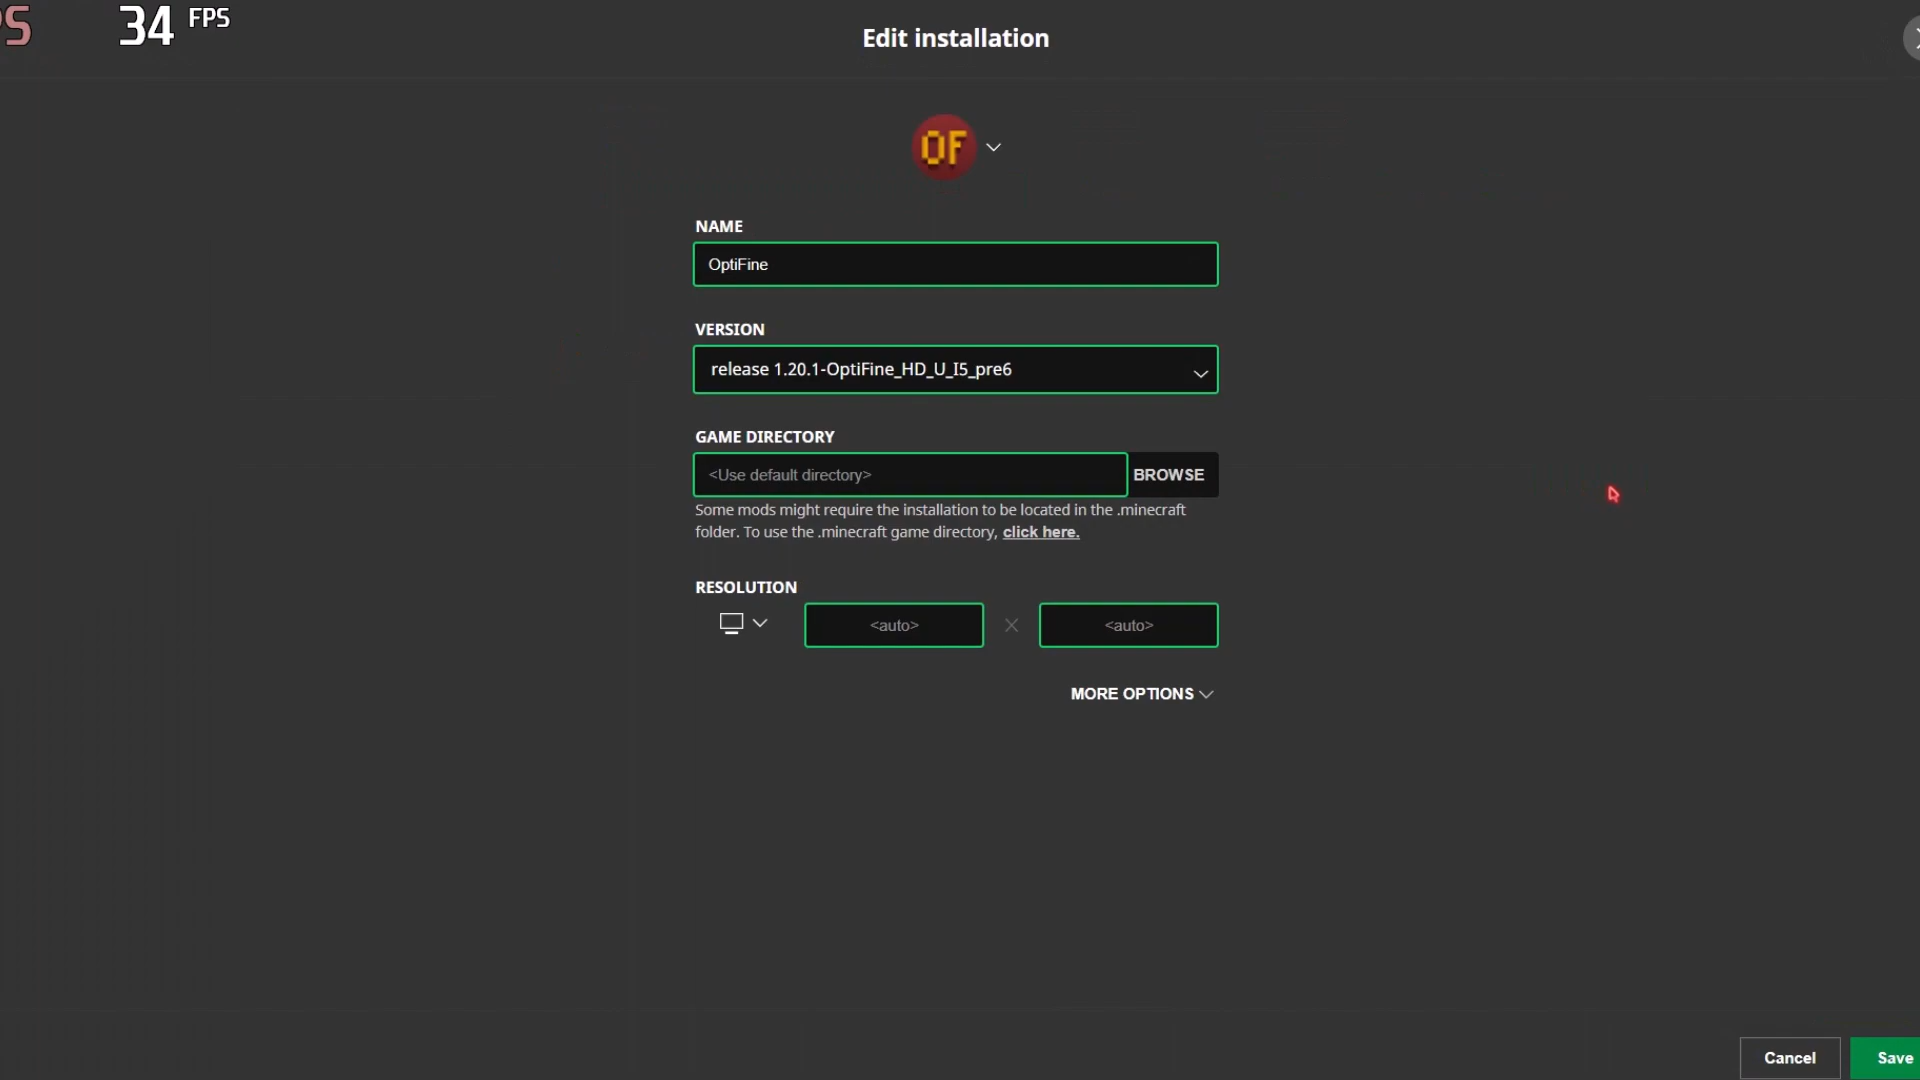 34 FPS
Edit installation
OF
NAME
OptiFine
VERSION
release 1.20.1-OptiFine_HD_U_I5_pre6
GAME DIRECTORY
<Use default directory>
BROWSE
Some mods might require the installation to be located in the .minecraft
folder. To use the .minecraft game directory, click here.
RESOLUTION
<auto>
<auto>
MORE OPTIONS
Cancel
Save